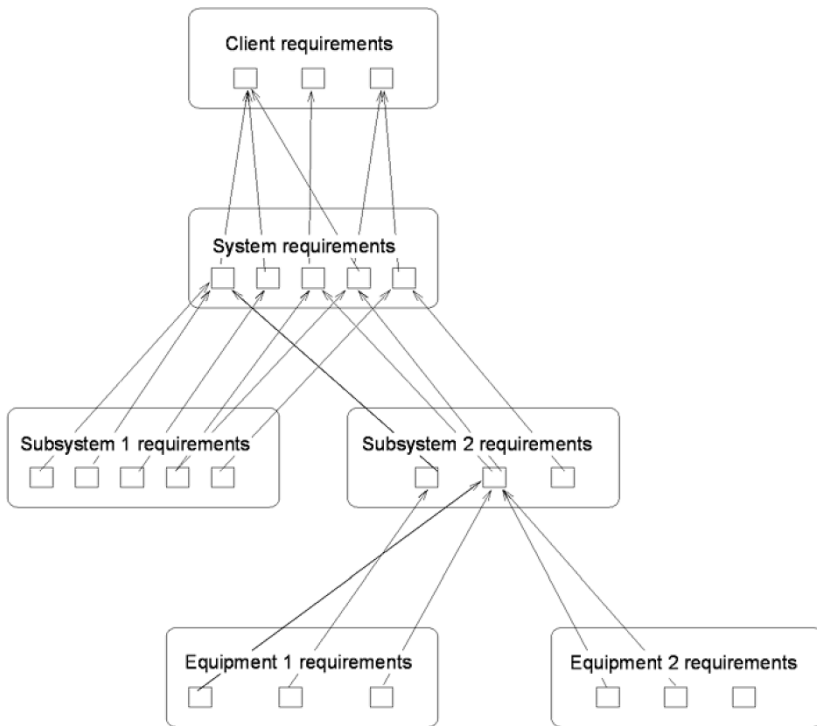 Client requirements
System requirements
Subsystem 1 requirements
Subsystem 2 requirements
Equipment 1 requirements
Equipment 2 requirements